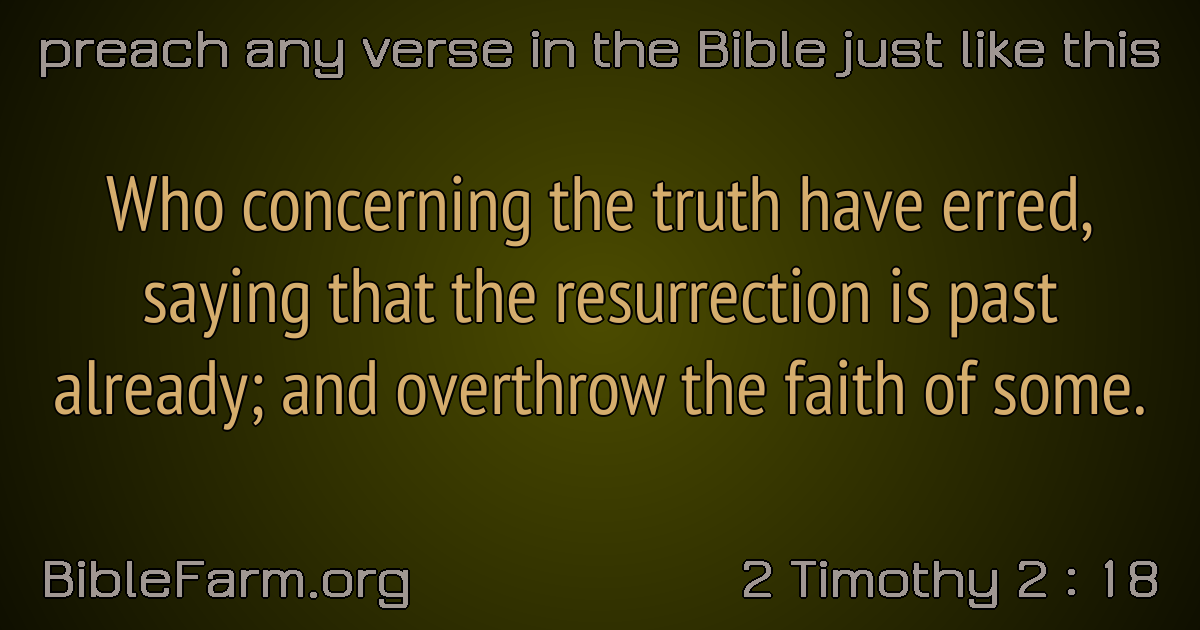 preach any verse in the Bible just like this
Who concerning the truth have erred,
saying that the resurrection is past
already; and overthrow the faith of some.
BibleFarm.org
2 Timothy 2 : 18